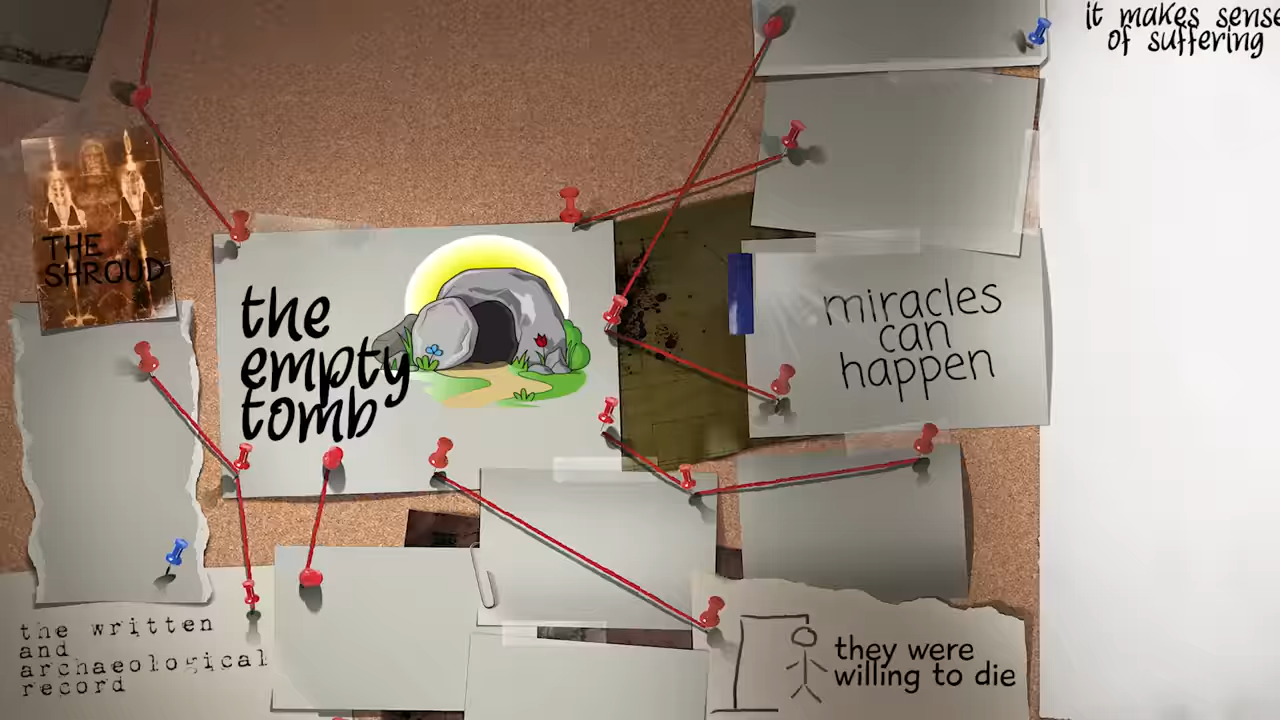 it makes sense
of suffering
THE
SHROUD
the
empty
tomb
miracles
can
happen
the written
and
archaeological
record
they were
willing to die